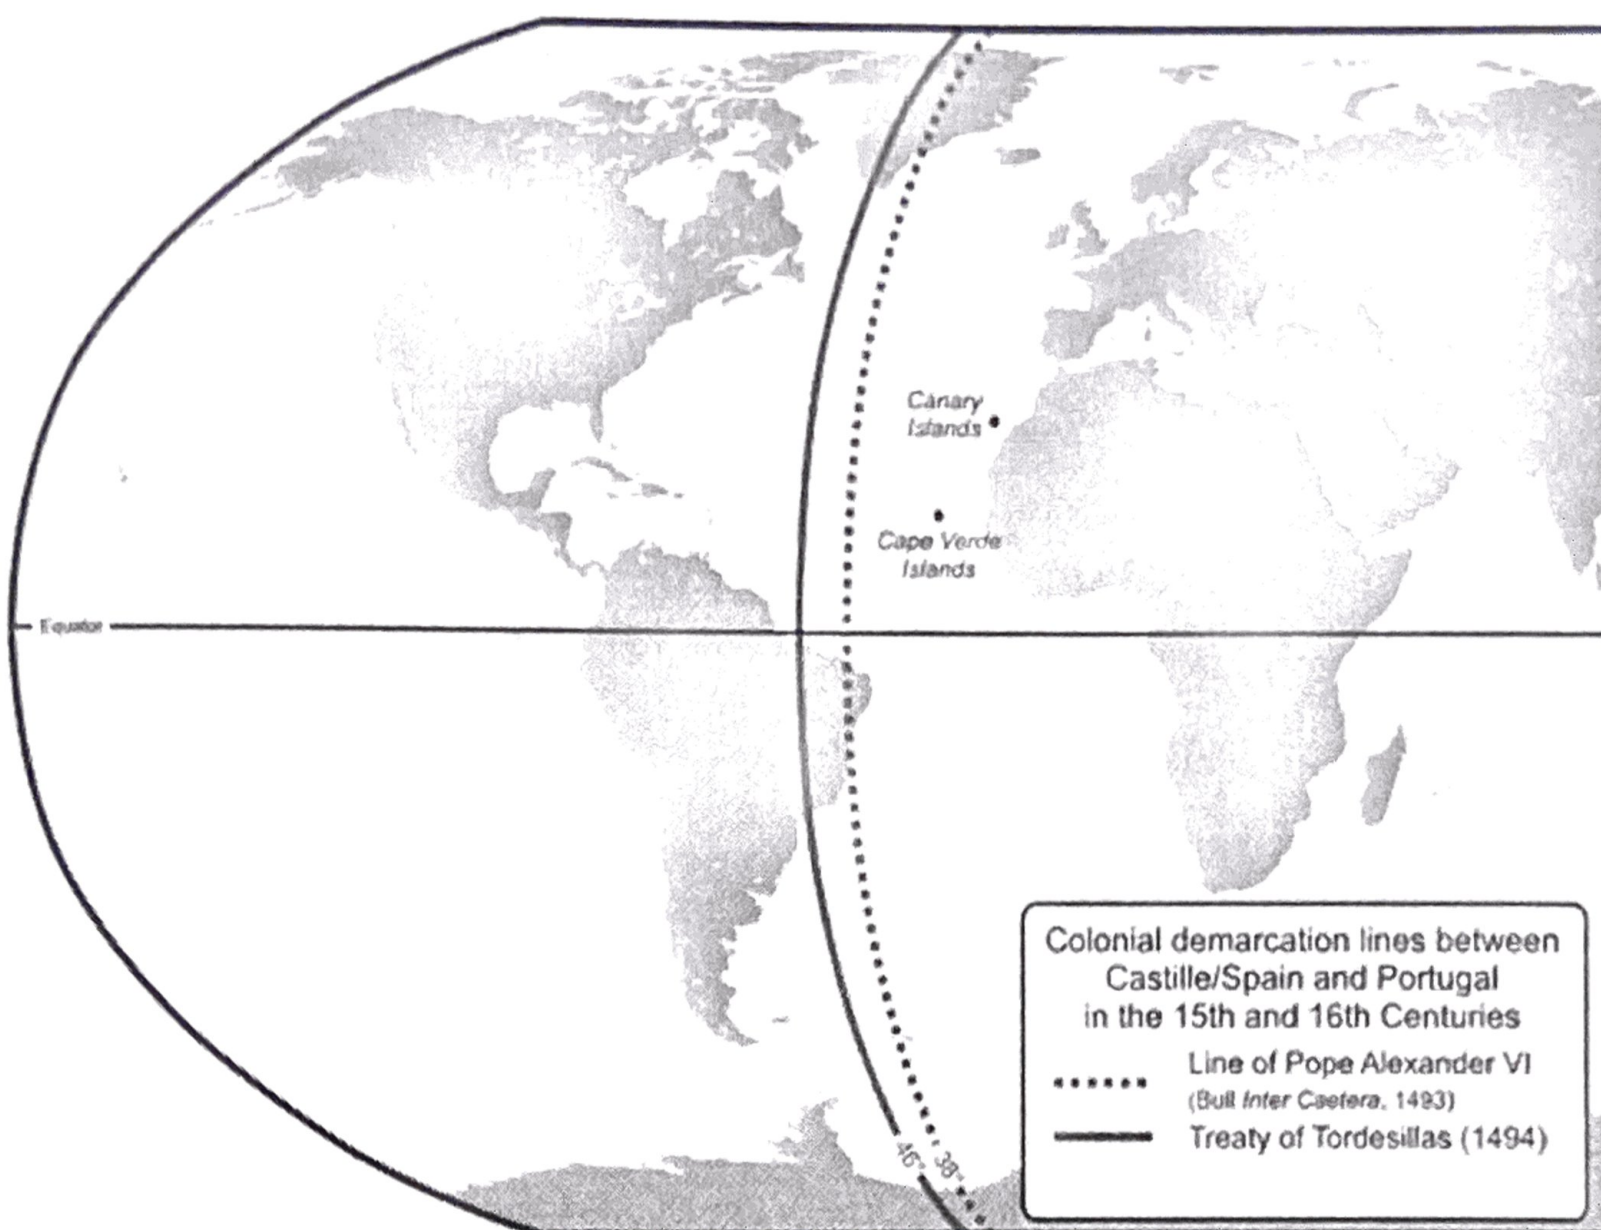 Canary
Islands
Cape Verde
Islands
Equator
46°
38°
Colonial demarcation lines between
Castille/Spain and Portugal
in the 15th and 16th Centuries
Line of Pope Alexander VI
(Bull Inter Caetera, 1493)
Treaty of Tordesillas (1494)